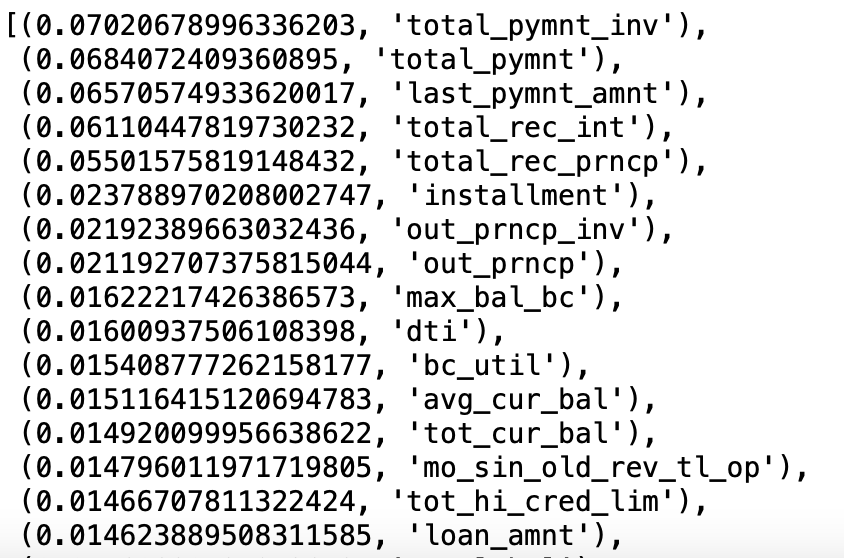 [(0.07020678996336203, 'total_pymnt_inv'),
(0.0684072409360895, 'total_pymnt'),
(0.06570574933620017, 'last_pymnt_amnt'),
(0.06110447819730232, 'total_rec_int'),
(0.05501575819148432, 'total_rec_prncp'),
(0.023788970208002747, 'installment'),
(0.02192389663032436, 'out_prncp_inv'),
(0.021192707375815044, 'out_prncp'),
(0.01622217426386573, 'max_bal_bc'),
(0.01600937506108398, 'dti'),
(0.015408777262158177, 'bc_util'),
(0.015116415120694783, 'avg_cur_bal'),
(0.014920099956638622, 'tot_cur_bal'),
(0.014796011971719805, 'mo_sin_old_rev_tl_op'),
(0.01466707811322424, 'tot_hi_cred_lim'),
(0.014623889508311585, 'loan_amnt'),